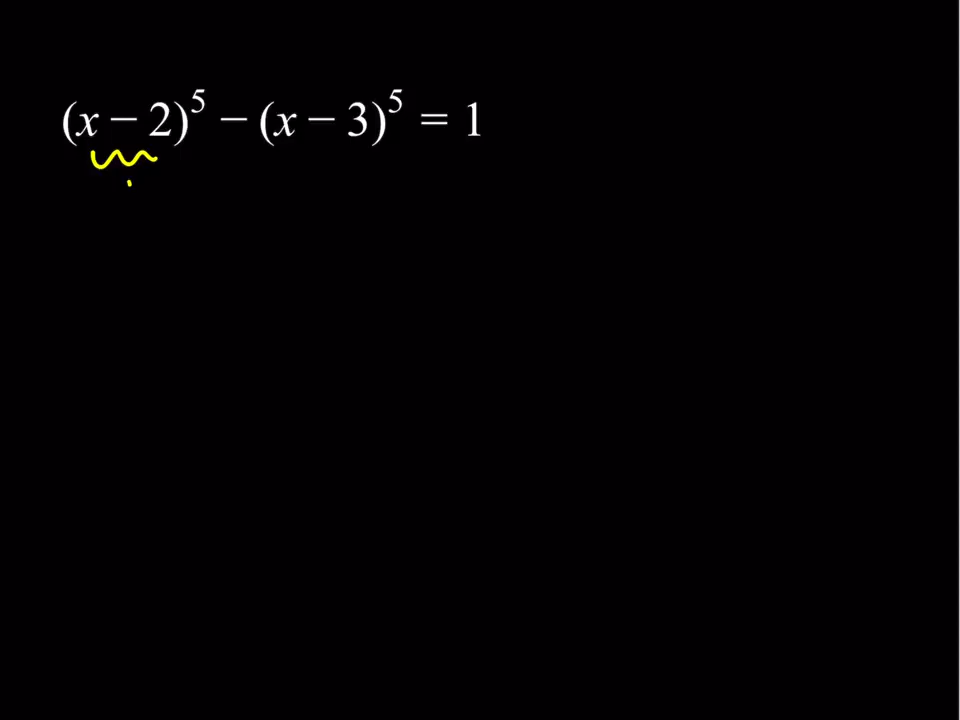 (x − 2)⁵ − (x − 3)⁵ = 1